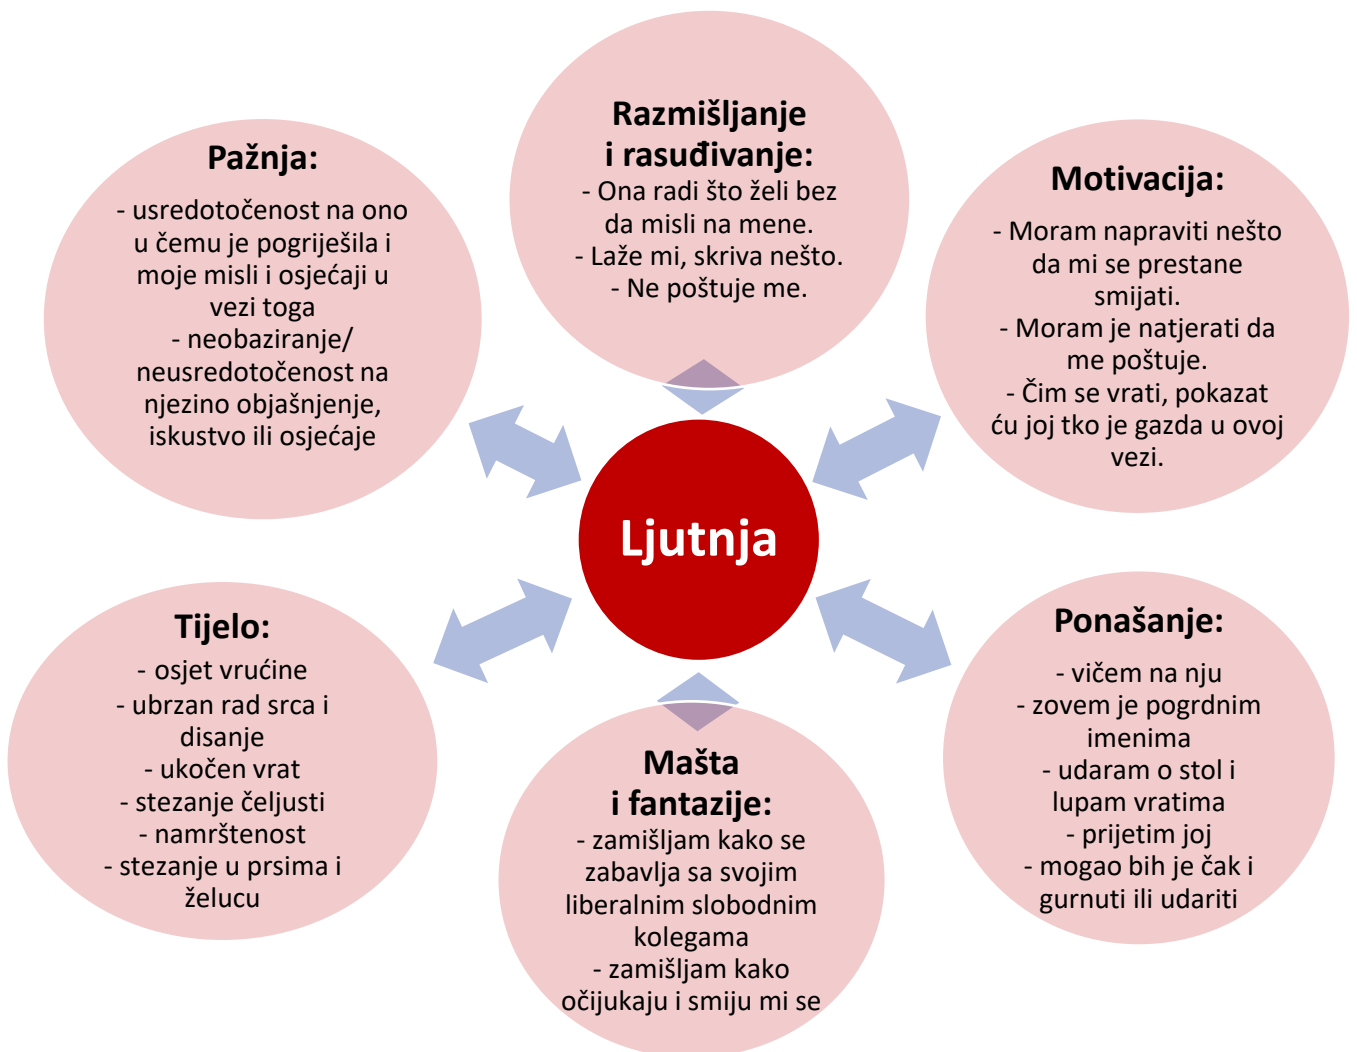 Razmišljanje
i rasuđivanje:
- Ona radi što želi bez
da misli na mene.
- Laže mi, skriva nešto.
- Ne poštuje me.
Pažnja:
- usredotočenost na ono
u čemu je pogriješila i
moje misli i osjećaji u
vezi toga
- neobaziranje/
neusredotočenost na
njezino objašnjenje,
iskustvo ili osjećaje
Motivacija:
- Moram napraviti nešto
da mi se prestane
smijati.
- Moram je natjerati da
me poštuje.
- Čim se vrati, pokazat
ću joj tko je gazda u ovoj
vezi.
Ljutnja
Tijelo:
- osjet vrućine
- ubrzan rad srca i
disanje
- ukočen vrat
- stezanje čeljusti
- namrštenost
- stezanje u prsima i
želucu
Mašta
i fantazije:
- zamišljam kako se
zabavlja sa svojim
liberalnim slobodnim
kolegama
- zamišljam kako
očijukaju i smiju mi se
Ponašanje:
- vičem na nju
- zovem je pogrdnim
imenima
- udaram o stol i
lupam vratima
- prijetim joj
- mogao bih je čak i
gurnuti ili udariti